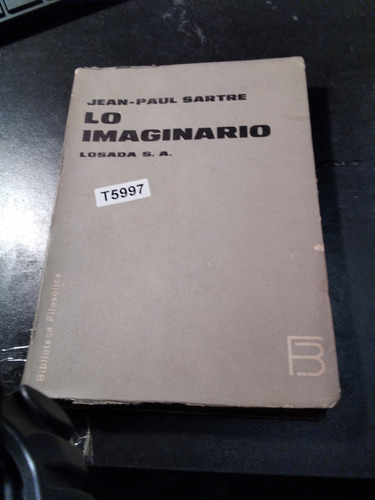 JEAN-PAUL SARTRE
LO
IMAGINARIO
LOSADA S. A.
T5997
Biblioteca Filosófica